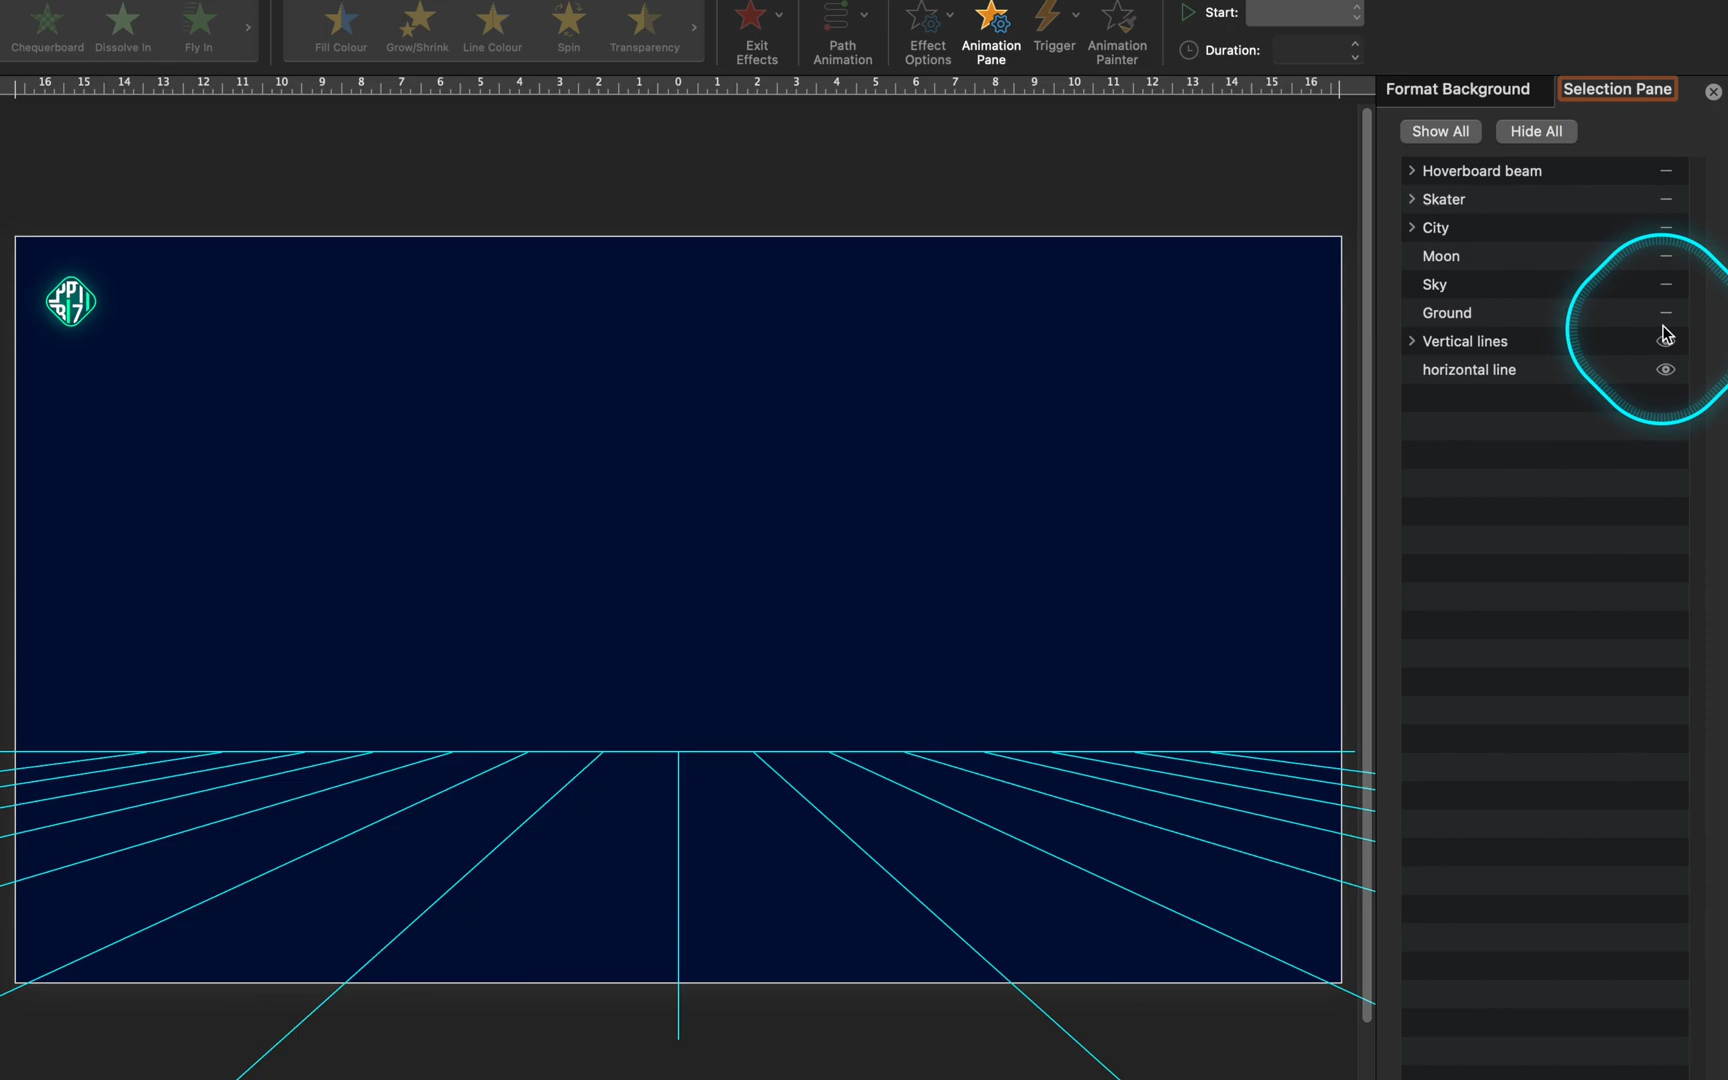 Chequerboard Dissolve In Fly In
Fill Colour Grow/Shrink Line Colour Spin Transparency
Exit Effects
Path Animation
Effect Options
Animation Pane
Trigger
Animation Painter
Start:
Duration:
16 15 14 13 12 11 10 9 8 7 6 5 4 3 2 1 0 1 2 3 4 5 6 7 8 9 10 11 12 13 14 15 16
Format Background Selection Pane
Show All Hide All
Hoverboard beam
Skater
City
Moon
Sky
Ground
Vertical lines
horizontal line